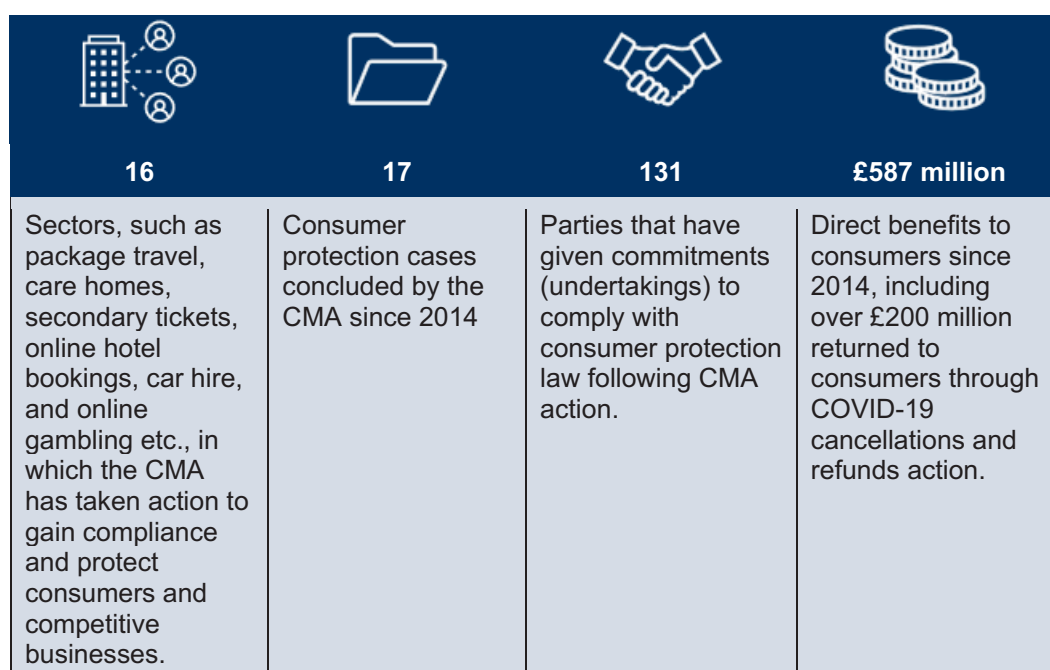 16
17
131
£587 million
Sectors, such as
package travel,
care homes,
secondary tickets,
online hotel
bookings, car hire,
and online
gambling etc., in
which the CMA
has taken action to
gain compliance
and protect
consumers and
competitive
businesses.
Consumer
protection cases
concluded by the
CMA since 2014
Parties that have
given commitments
(undertakings) to
comply with
consumer protection
law following CMA
action.
Direct benefits to
consumers since
2014, including
over £200 million
returned to
consumers through
COVID-19
cancellations and
refunds action.